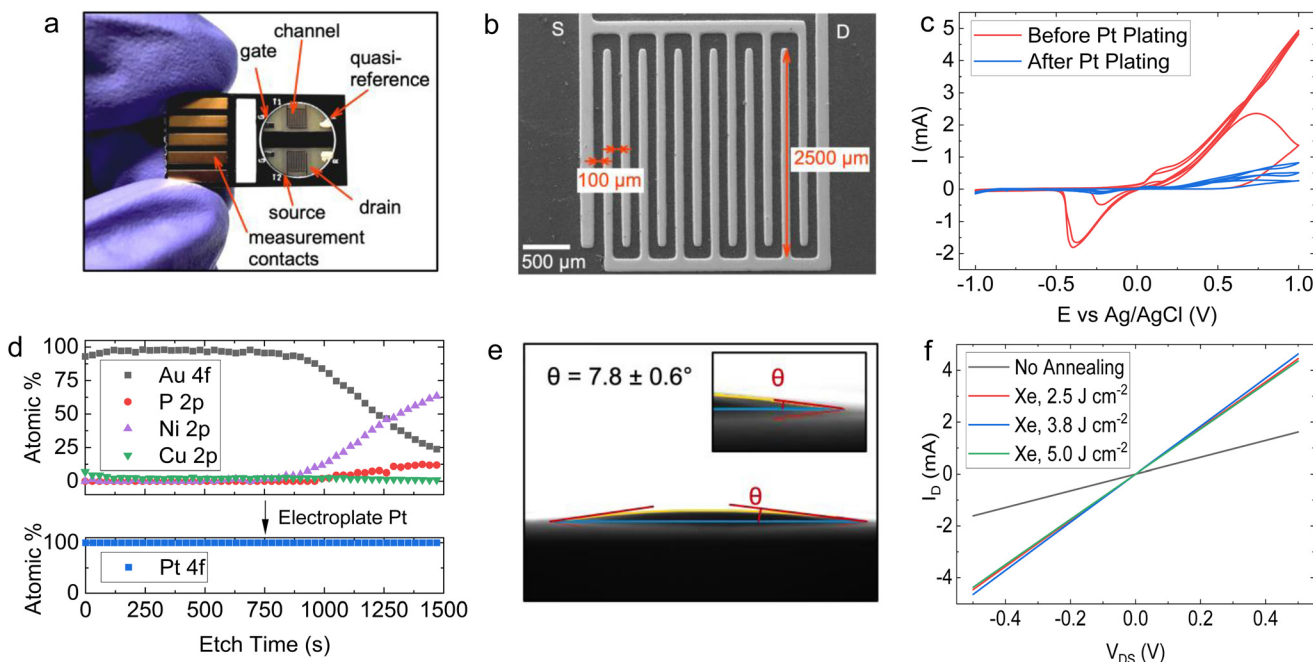 a
channel
gate
quasi-
reference
T1
T2
source
drain
measurement
contacts
b
S
D
100 µm
2500 µm
500 µm
c
Before Pt Plating
After Pt Plating
I (mA)
5
4
3
2
1
0
-1
-2
-1.0 -0.5 0.0 0.5 1.0
E vs Ag/AgCl (V)
d
Atomic %
100
75
50
25
0
Au 4f
P 2p
Ni 2p
Cu 2p
Electroplate Pt
Atomic %
100
0
Pt 4f
0 250 500 750 1000 1250 1500
Etch Time (s)
e
θ = 7.8 ± 0.6°
θ
θ
f
I_D (mA)
4
2
0
-2
-4
No Annealing
Xe, 2.5 J cm⁻²
Xe, 3.8 J cm⁻²
Xe, 5.0 J cm⁻²
-0.4 -0.2 0.0 0.2 0.4
V_DS (V)